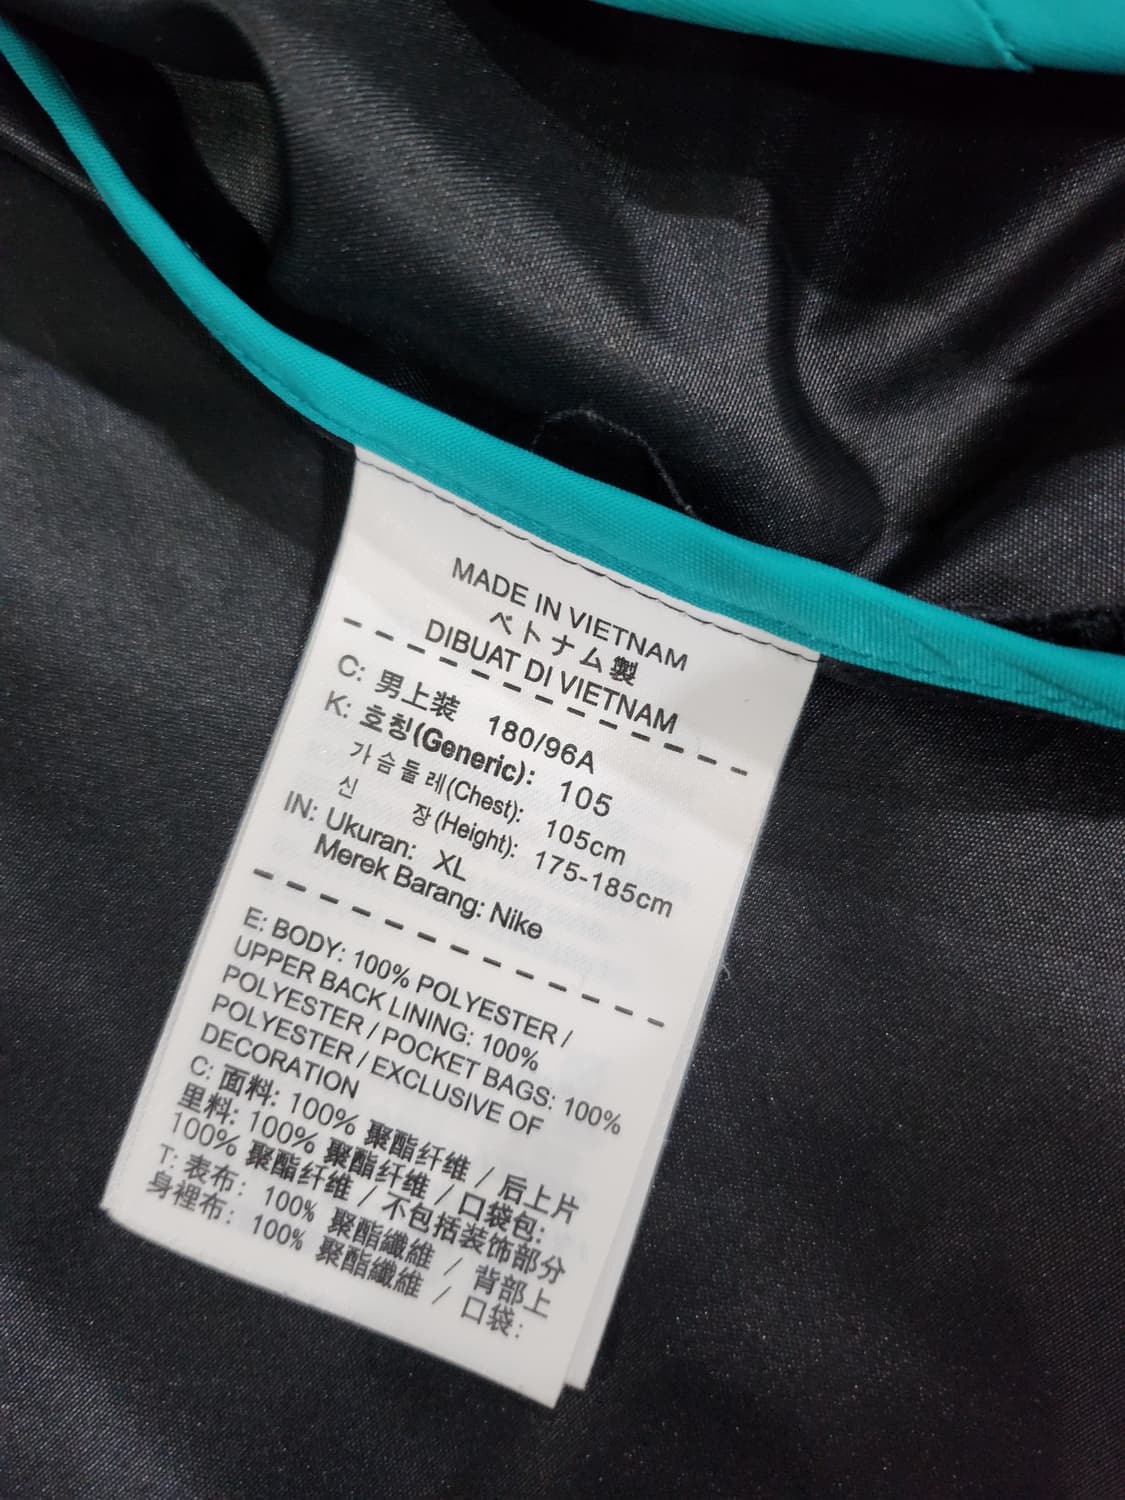 MADE IN VIETNAM
ベトナム製
DIBUAT DI VIETNAM
C: 男上装 180/96A
K: 호칭(Generic): 105
가슴둘레(Chest): 105cm
신 장(Height): 175-185cm
IN: Ukuran: XL
Merek Barang: Nike
E: BODY: 100% POLYESTER /
UPPER BACK LINING: 100%
POLYESTER / POCKET BAGS: 100%
POLYESTER / EXCLUSIVE OF
DECORATION
C: 面料: 100% 聚酯纤维 / 后上片
里料: 100% 聚酯纤维 / 口袋包:
100% 聚酯纤维 / 不包括装饰部分
T: 表布: 100% 聚酯纖維 / 背部上
身裡布: 100% 聚酯纖維 / 口袋: